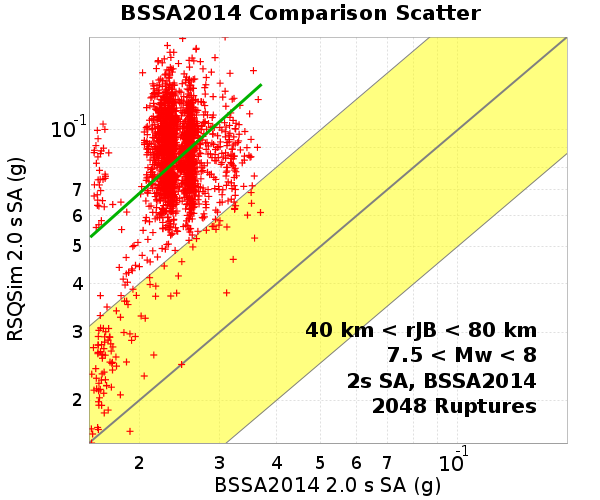 BSSA2014 Comparison Scatter
RSQSim 2.0 s SA (g)
10-1
7
6
5
4
3
2
40 km < rJB < 80 km
7.5 < Mw < 8
2s SA, BSSA2014
2048 Ruptures
2 3 4 5 6 7 10-1
BSSA2014 2.0 s SA (g)